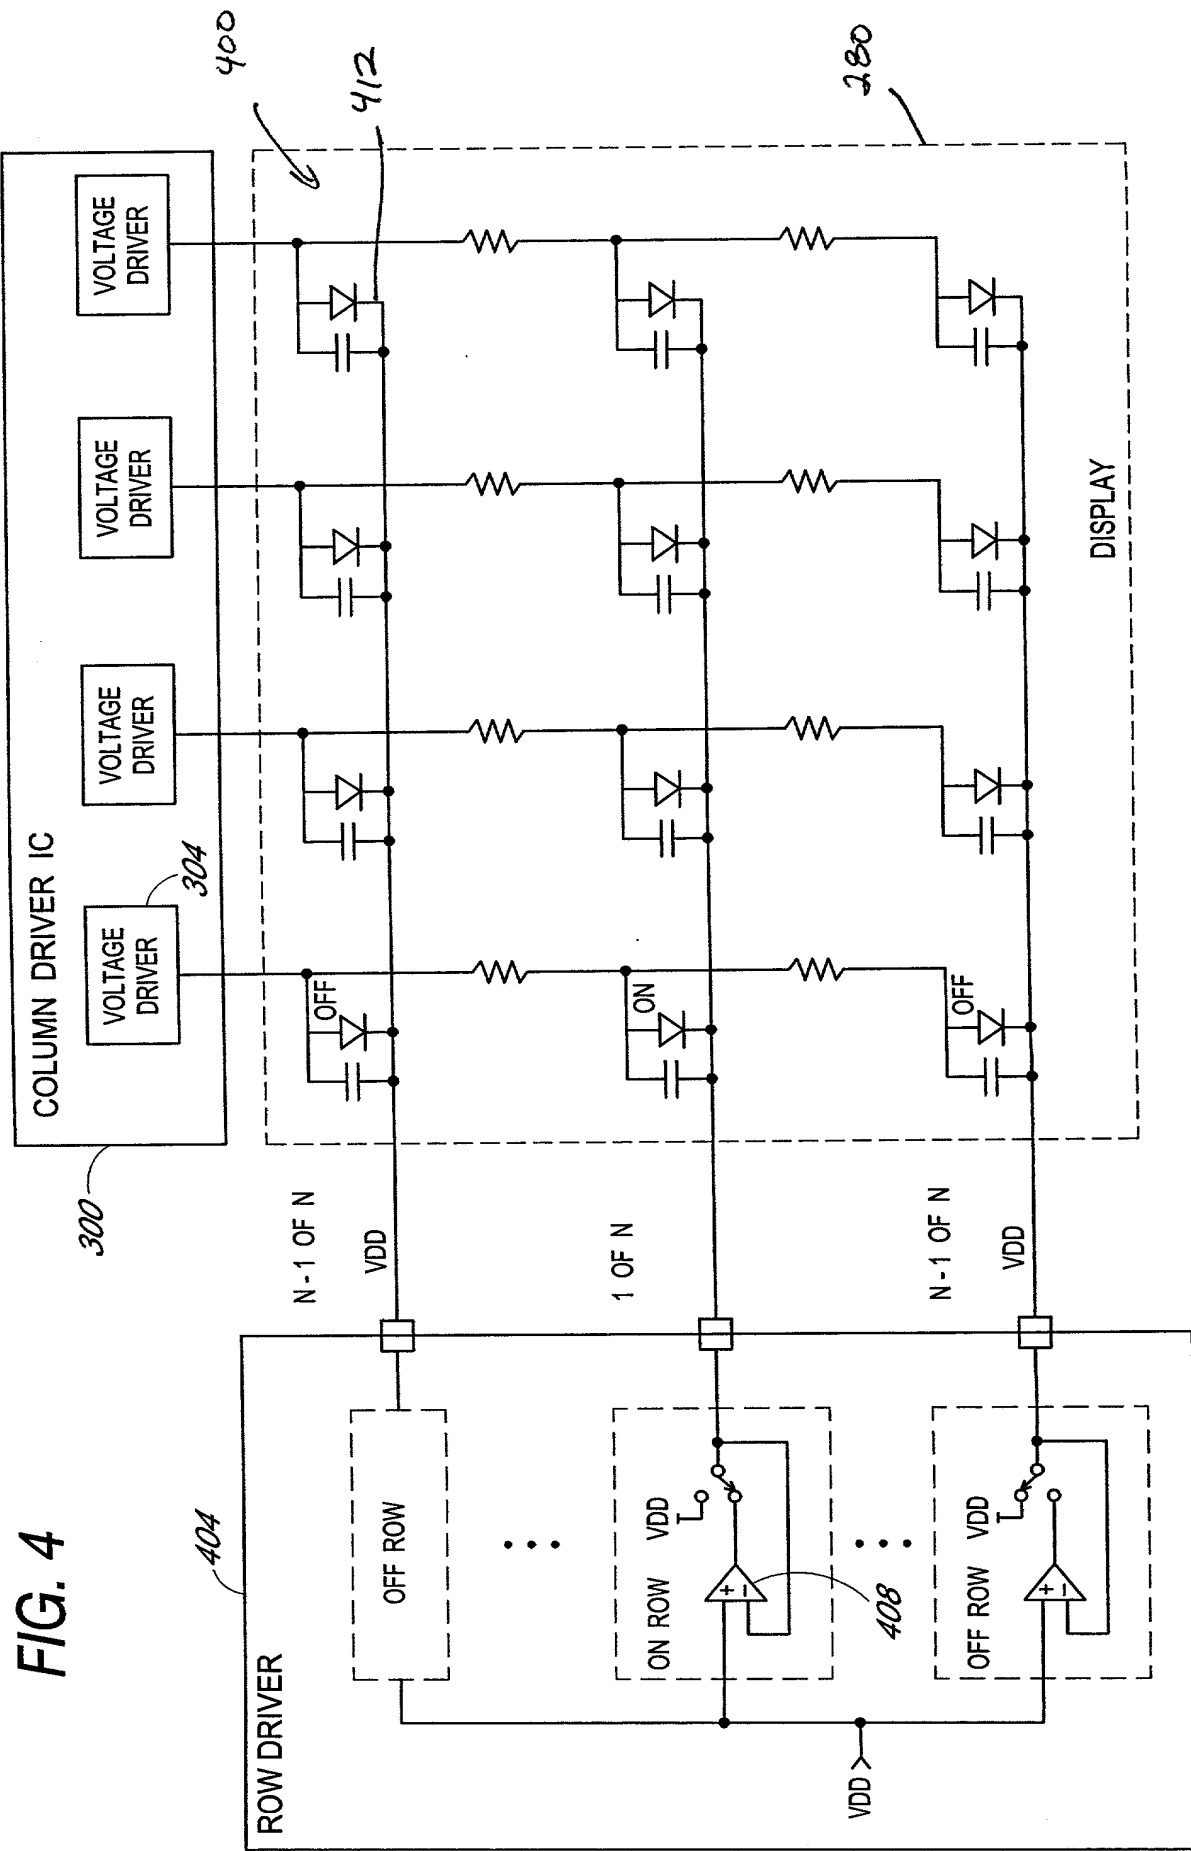 FIG. 4
COLUMN DRIVER IC
300
VOLTAGE
DRIVER
304
VOLTAGE
DRIVER
VOLTAGE
DRIVER
VOLTAGE
DRIVER
400
412
280
404
ROW DRIVER
OFF ROW
N-1 OF N
VDD
OFF
ON ROW
VDD
+
-
408
1 OF N
ON
VDD
OFF ROW
VDD
+
-
N-1 OF N
VDD
OFF
DISPLAY